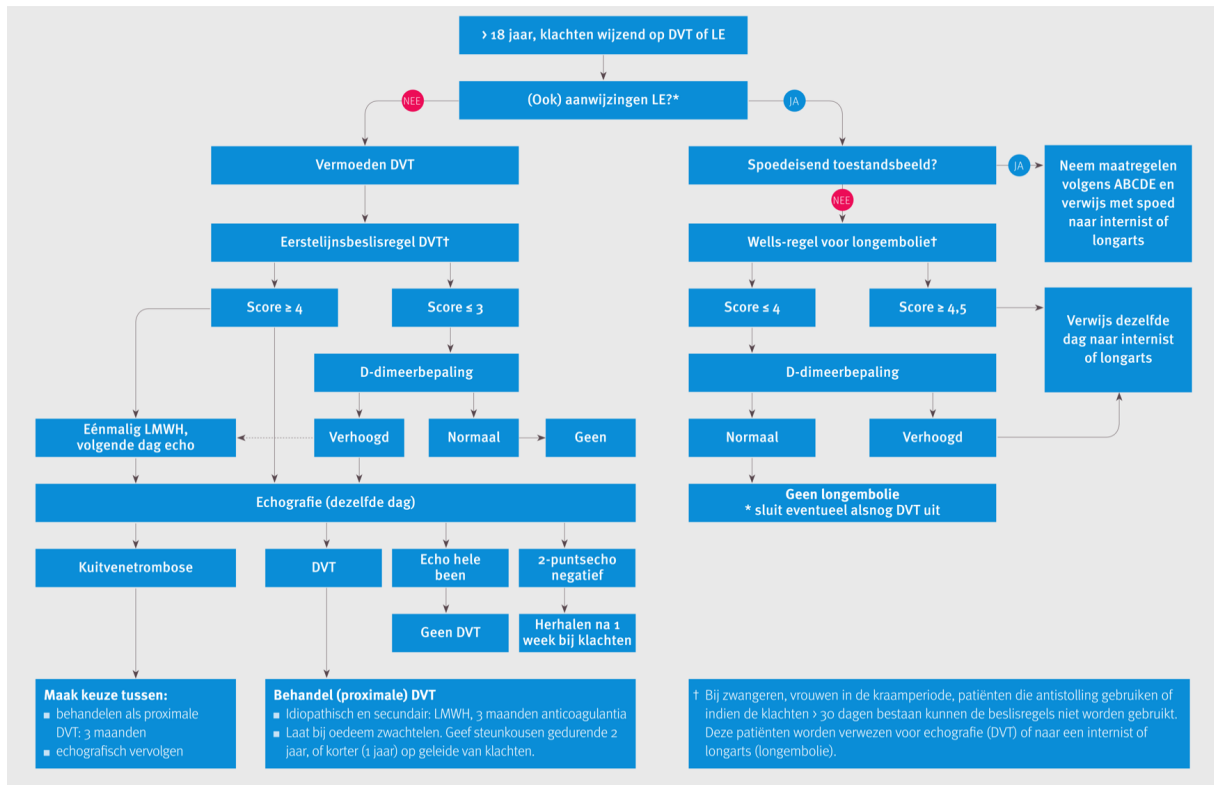 > 18 jaar, klachten wijzend op DVT of LE
(Ook) aanwijzingen LE?*
NEE
JA
Vermoeden DVT
Spoedeisend toestandsbeeld?
JA
Neem maatregelen
volgens ABCDE en
verwijs met spoed
naar internist of
longarts
NEE
Eerstelijnsbeslisregel DVT†
Wells-regel voor longembolie†
Score ≥ 4
Score ≤ 3
Score ≤ 4
Score ≥ 4,5
Verwijs dezelfde
dag naar internist
of longarts
D-dimeerbepaling
D-dimeerbepaling
Eénmalig LMWH,
volgende dag echo
Verhoogd
Normaal
Geen
Normaal
Verhoogd
Echografie (dezelfde dag)
Geen longembolie
* sluit eventueel alsnog DVT uit
Kuitvenetrombose
DVT
Echo hele
been
2-puntsecho
negatief
Geen DVT
Herhalen na 1
week bij klachten
Maak keuze tussen:
■ behandelen als proximale
DVT: 3 maanden
■ echografisch vervolgen
Behandel (proximale) DVT
■ Idiopathisch en secundair: LMWH, 3 maanden anticoagulantia
■ Laat bij oedeem zwachtelen. Geef steunkousen gedurende 2
jaar, of korter (1 jaar) op geleide van klachten.
† Bij zwangeren, vrouwen in de kraamperiode, patiënten die antistolling gebruiken of
indien de klachten > 30 dagen bestaan kunnen de beslisregels niet worden gebruikt.
Deze patiënten worden verwezen voor echografie (DVT) of naar een internist of
longarts (longembolie).